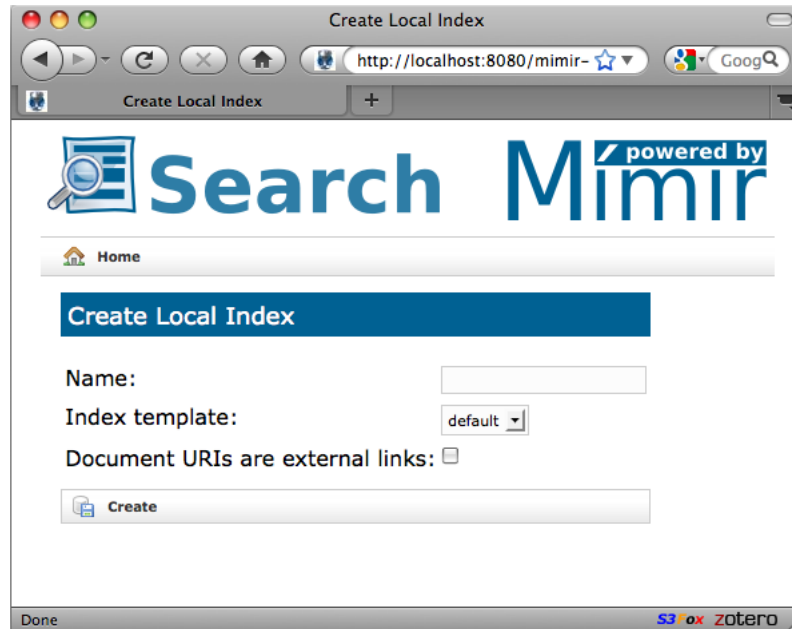 Create Local Index
http://localhost:8080/mimir-
Goog
Create Local Index
+
Search
Mimir
powered by
Home
Create Local Index
Name:
Index template:
default
Document URIs are external links:
Create
Done
S3Fox zotero